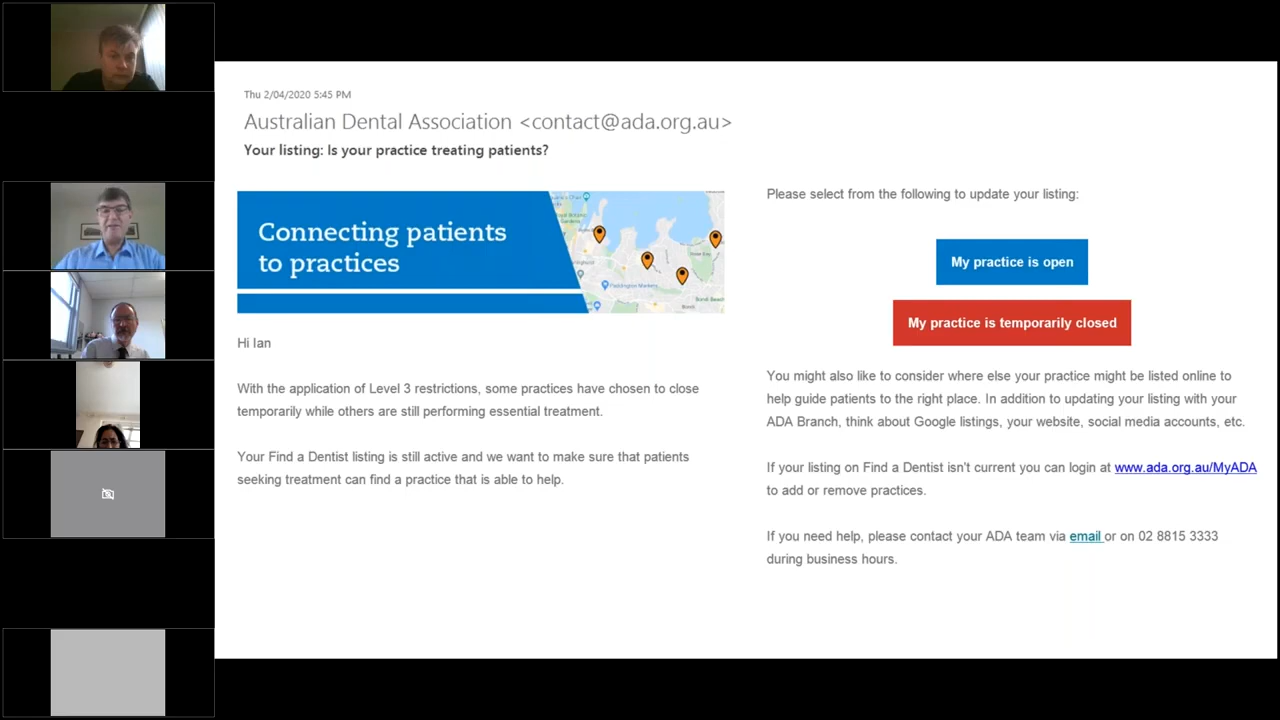 Thu 2/04/2020 5:45 PM
Australian Dental Association <contact@ada.org.au>
Your listing: Is your practice treating patients?
Connecting patients
to practices
Hi Ian
With the application of Level 3 restrictions, some practices have chosen to close
temporarily while others are still performing essential treatment.
Your Find a Dentist listing is still active and we want to make sure that patients
seeking treatment can find a practice that is able to help.
Please select from the following to update your listing:
My practice is open
My practice is temporarily closed
You might also like to consider where else your practice might be listed online to
help guide patients to the right place. In addition to updating your listing with your
ADA Branch, think about Google listings, your website, social media accounts, etc.
If your listing on Find a Dentist isn't current you can login at www.ada.org.au/MyADA
to add or remove practices.
If you need help, please contact your ADA team via email or on 02 8815 3333
during business hours.